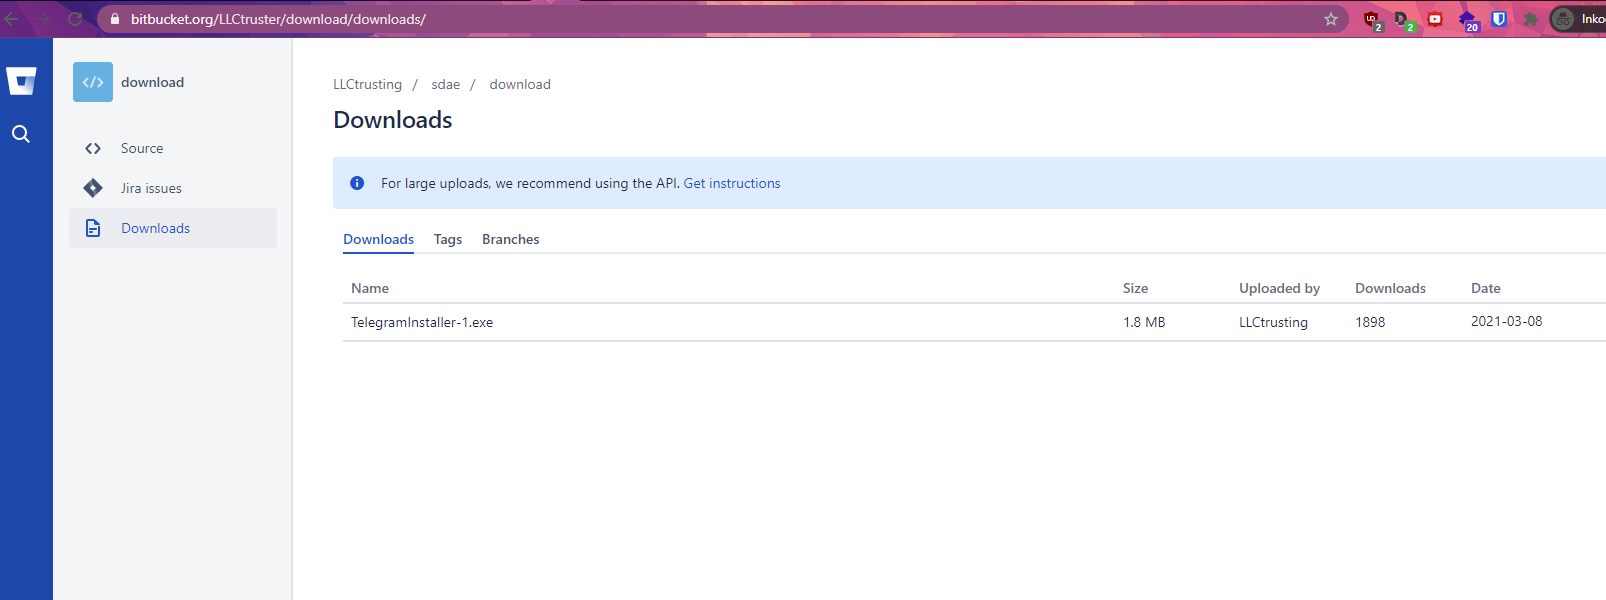 bitbucket.org/LLCtruster/download/downloads/
2
2
20
Inko
download
Source
Jira issues
Downloads
LLCtrusting / sdae / download
Downloads
For large uploads, we recommend using the API. Get instructions
Downloads Tags Branches
Name Size Uploaded by Downloads Date
TelegramInstaller-1.exe 1.8 MB LLCtrusting 1898 2021-03-08